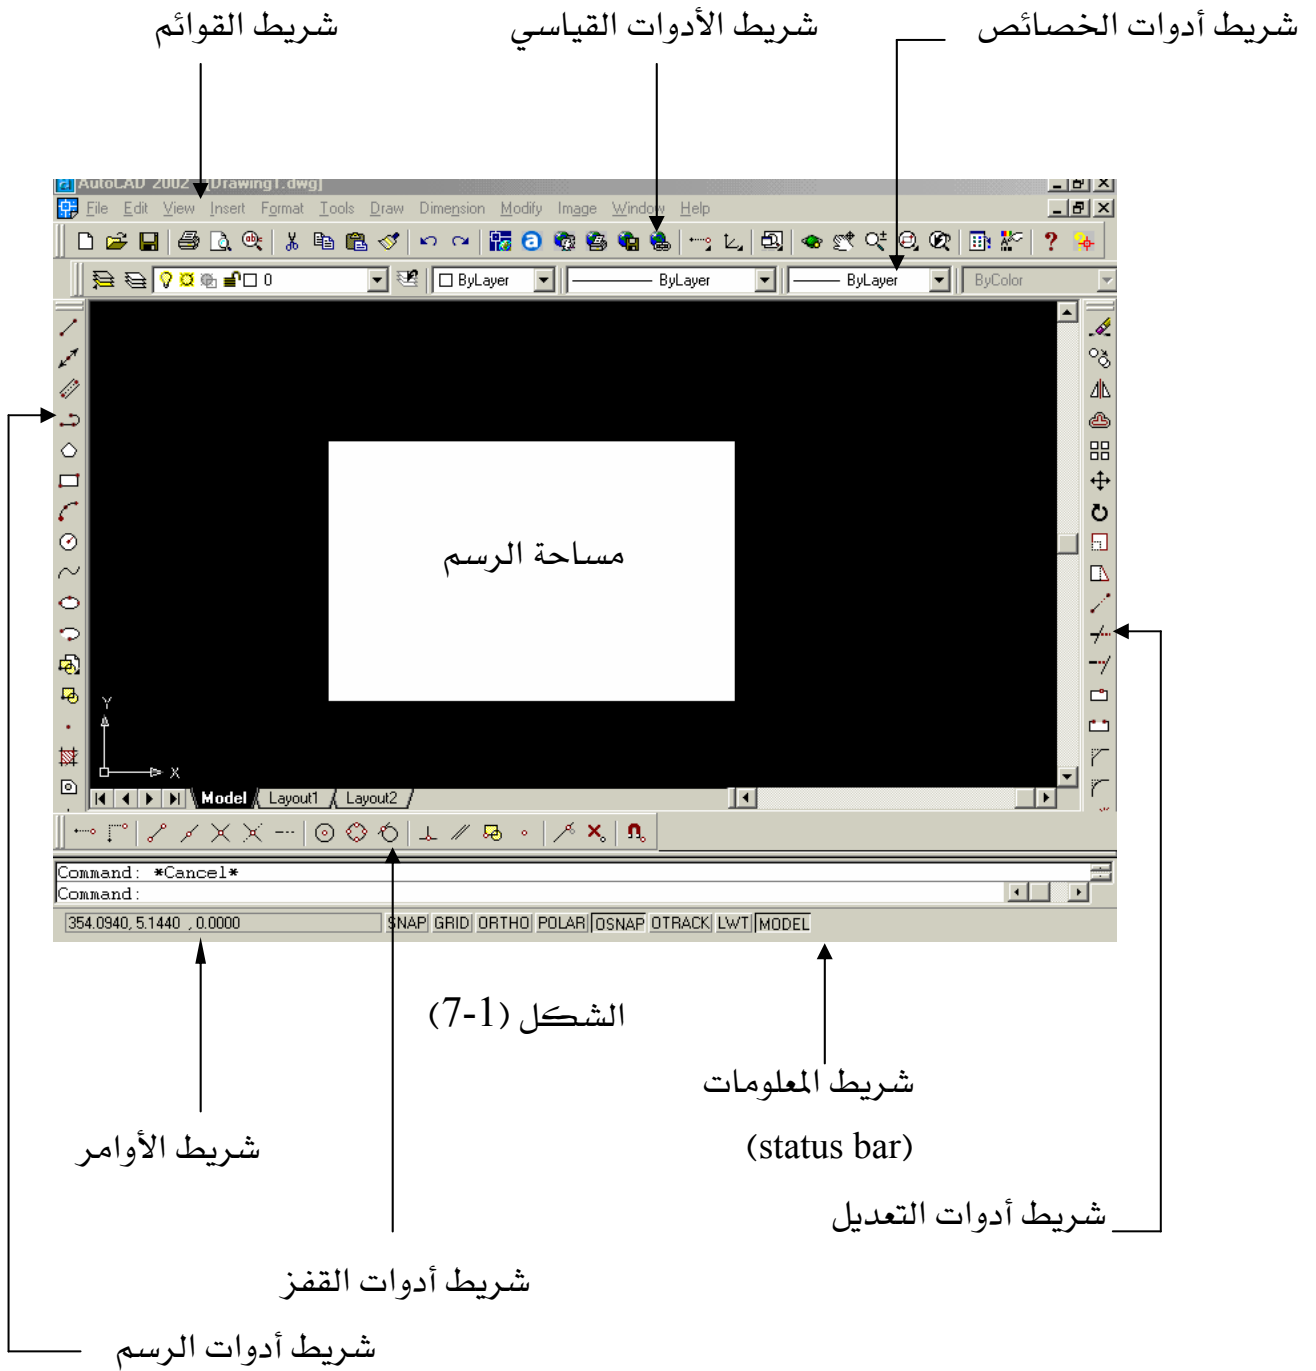 شريط أدوات الخصائص
شريط الأدوات القياسي
شريط القوائم
AutoCAD 2002 [Drawing1.dwg]
File Edit View Insert Format Tools Draw Dimension Modify Image Window Help
0 ByLayer ByLayer ByLayer ByColor
مساحة الرسم
Y
X
Model Layout1 Layout2
Command: *Cancel*
Command:
354.0940, 5.1440 , 0.0000 SNAP GRID ORTHO POLAR OSNAP OTRACK LWT MODEL
الشكل (7-1)
شريط المعلومات
(status bar)
شريط الأوامر
شريط أدوات التعديل
شريط أدوات القفز
شريط أدوات الرسم